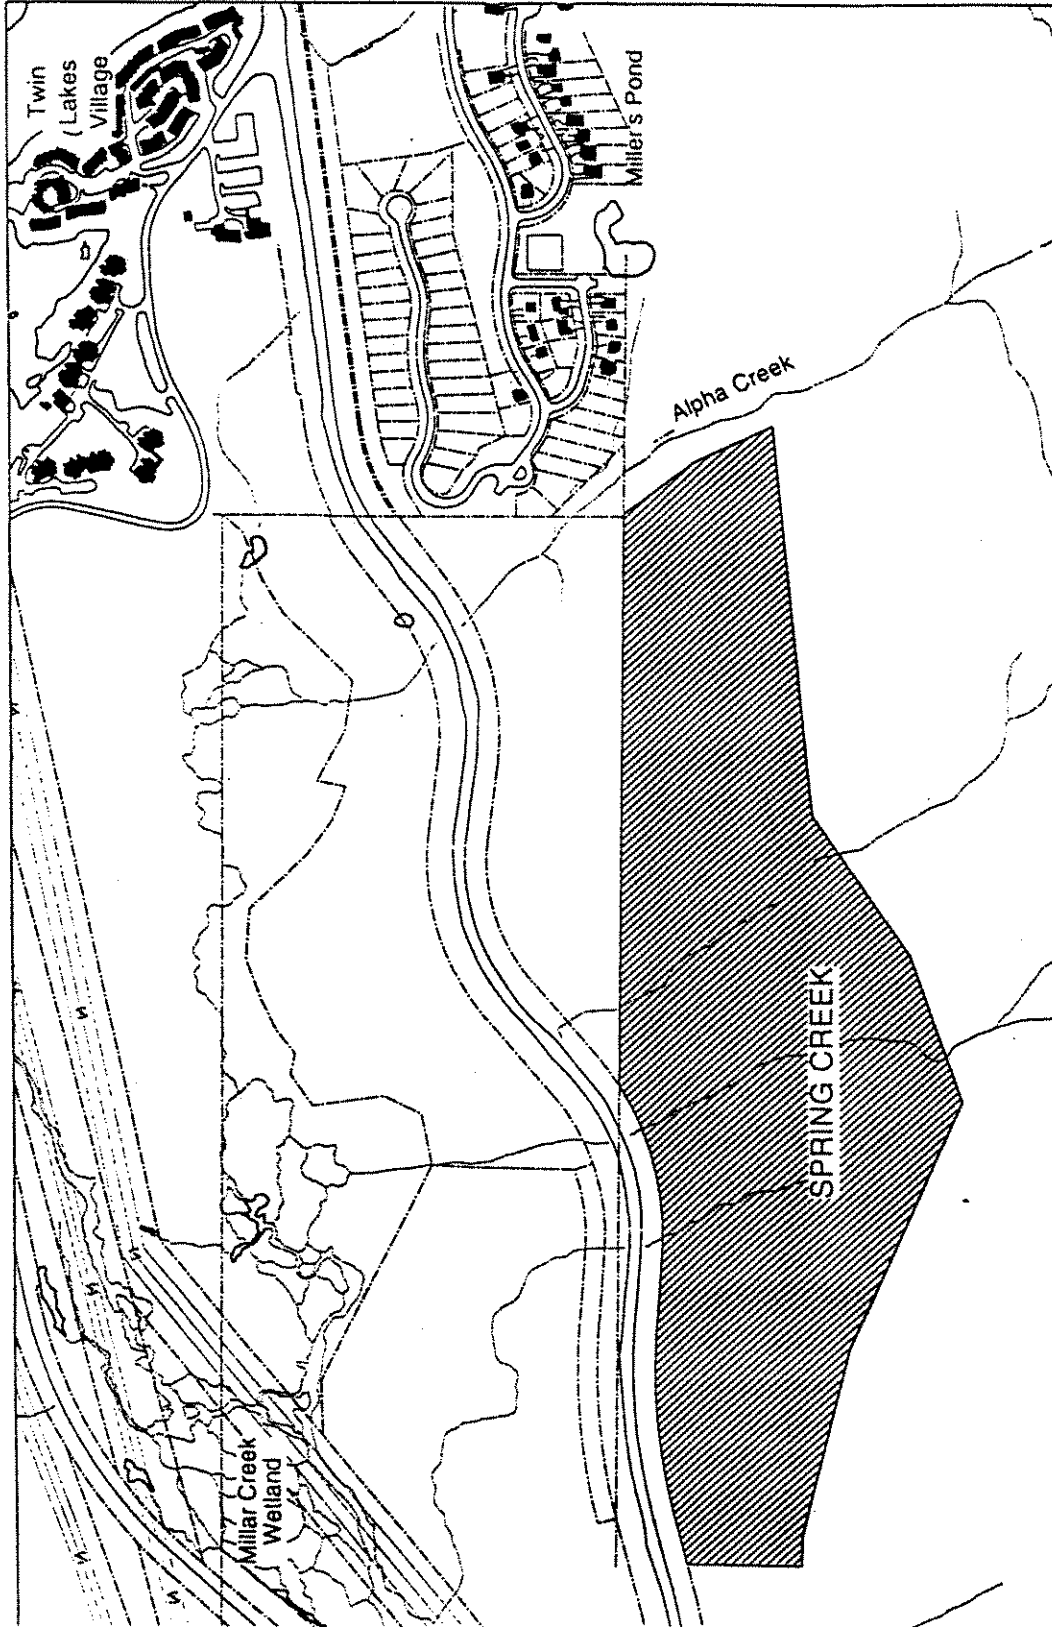 Twin
Lakes
Village
Miller's Pond
Alpha Creek
SPRING CREEK
Millar Creek
Wetland